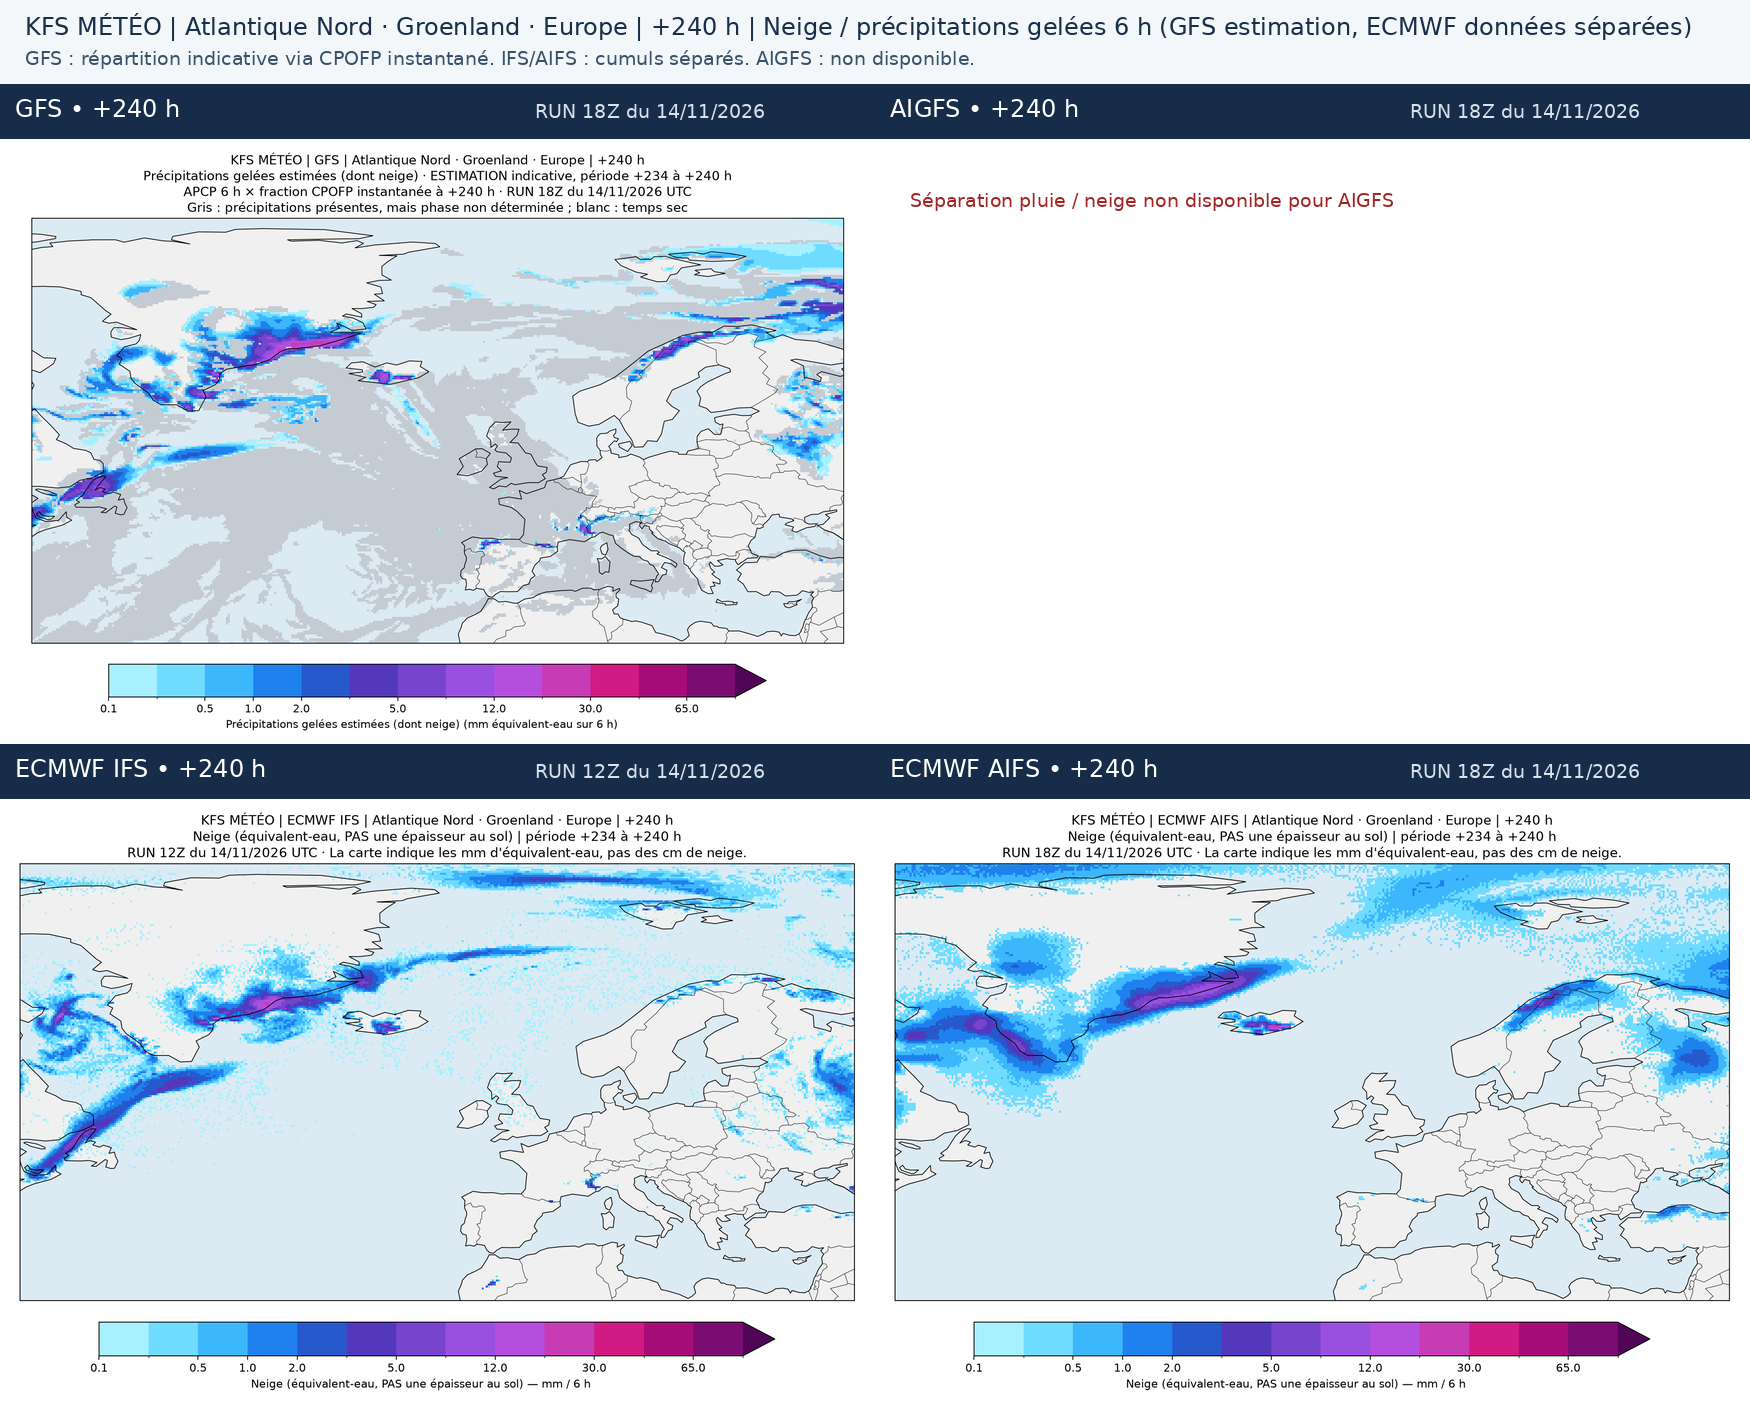 KFS MÉTÉO | Atlantique Nord · Groenland · Europe | +240 h | Neige / précipitations gelées 6 h (GFS estimation, ECMWF données séparées)
GFS : répartition indicative via CPOFP instantané. IFS/AIFS : cumuls séparés. AIGFS : non disponible.
GFS • +240 h
RUN 18Z du 14/11/2026
AIGFS • +240 h
RUN 18Z du 14/11/2026
KFS MÉTÉO | GFS | Atlantique Nord · Groenland · Europe | +240 h
Précipitations gelées estimées (dont neige) · ESTIMATION indicative, période +234 à +240 h
APCP 6 h × fraction CPOFP instantanée à +240 h · RUN 18Z du 14/11/2026 UTC
Gris : précipitations présentes, mais phase non déterminée ; blanc : temps sec
Séparation pluie / neige non disponible pour AIGFS
0.1 0.5 1.0 2.0 5.0 12.0 30.0 65.0
Précipitations gelées estimées (dont neige) (mm équivalent-eau sur 6 h)
ECMWF IFS • +240 h
RUN 12Z du 14/11/2026
ECMWF AIFS • +240 h
RUN 18Z du 14/11/2026
KFS MÉTÉO | ECMWF IFS | Atlantique Nord · Groenland · Europe | +240 h
Neige (équivalent-eau, PAS une épaisseur au sol) | période +234 à +240 h
RUN 12Z du 14/11/2026 UTC · La carte indique les mm d'équivalent-eau, pas des cm de neige.
0.1 0.5 1.0 2.0 5.0 12.0 30.0 65.0
Neige (équivalent-eau, PAS une épaisseur au sol) — mm / 6 h
KFS MÉTÉO | ECMWF AIFS | Atlantique Nord · Groenland · Europe | +240 h
Neige (équivalent-eau, PAS une épaisseur au sol) | période +234 à +240 h
RUN 18Z du 14/11/2026 UTC · La carte indique les mm d'équivalent-eau, pas des cm de neige.
0.1 0.5 1.0 2.0 5.0 12.0 30.0 65.0
Neige (équivalent-eau, PAS une épaisseur au sol) — mm / 6 h